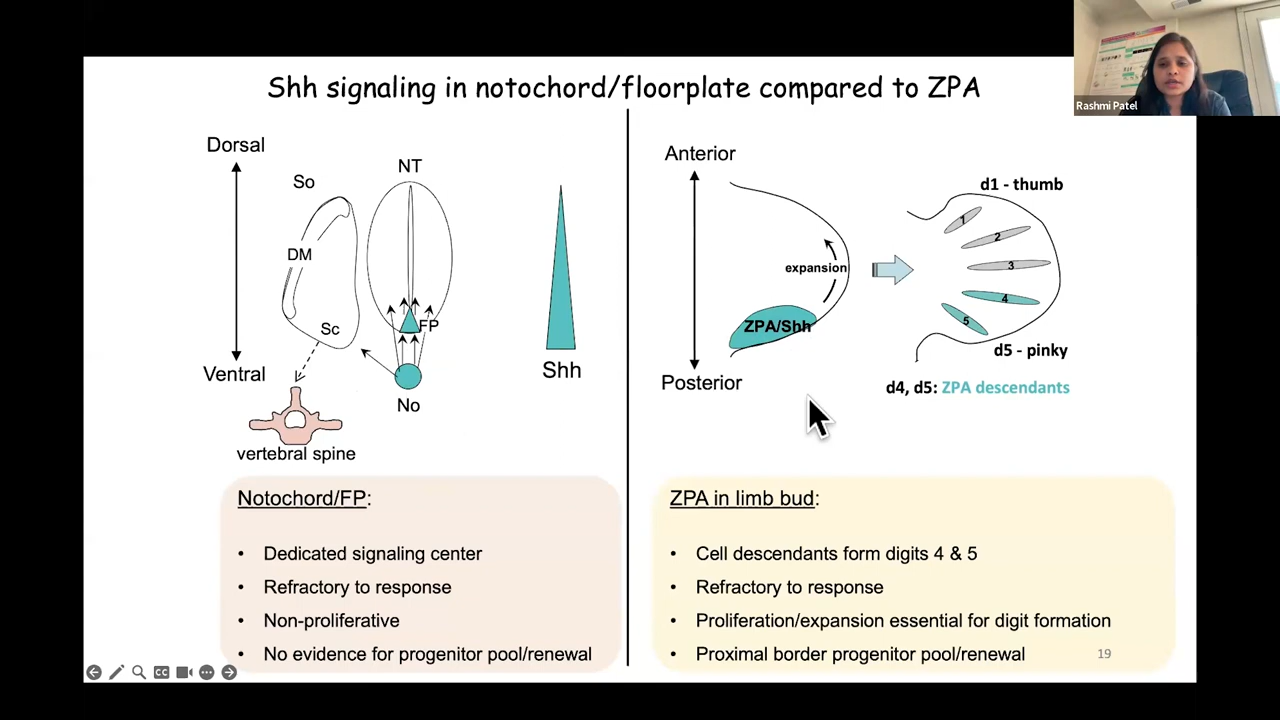 Shh signaling in notochord/floorplate compared to ZPA
Rashmi Patel
Dorsal
So
NT
DM
FP
Sc
Ventral
No
vertebral spine
Shh
Anterior
expansion
ZPA/Shh
Posterior
d1 - thumb
1
2
3
4
5
d5 - pinky
d4, d5: ZPA descendants
Notochord/FP:
• Dedicated signaling center
• Refractory to response
• Non-proliferative
• No evidence for progenitor pool/renewal
ZPA in limb bud:
• Cell descendants form digits 4 & 5
• Refractory to response
• Proliferation/expansion essential for digit formation
• Proximal border progenitor pool/renewal
19
CC